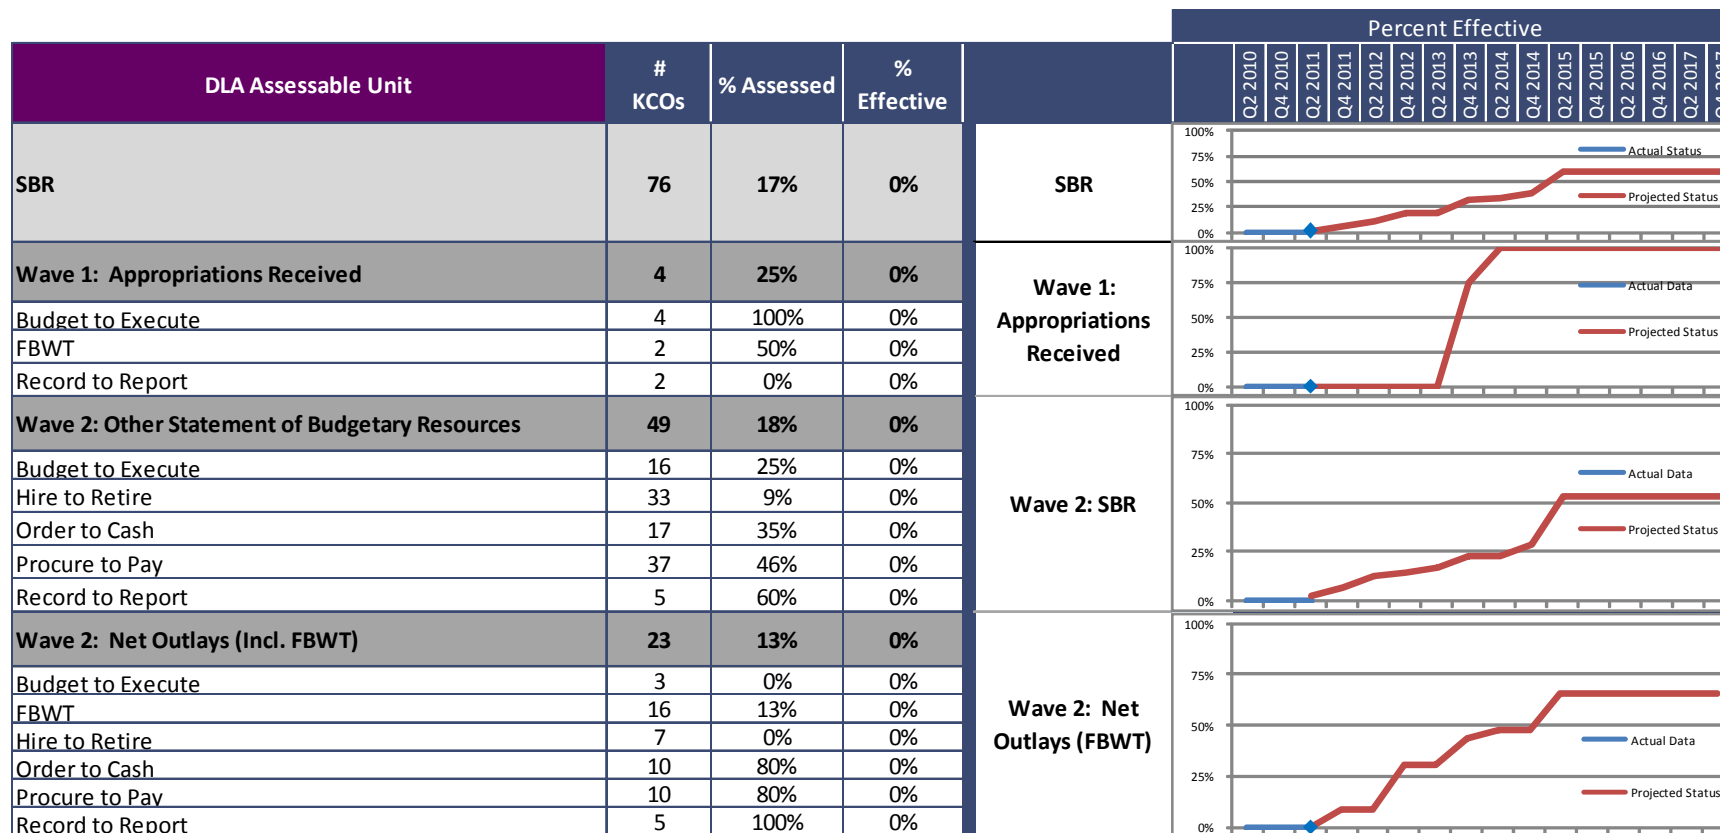 Percent Effective
DLA Assessable Unit # KCOs % Assessed % Effective
Q2 2010 Q4 2010 Q2 2011 Q4 2011 Q2 2012 Q4 2012 Q2 2013 Q4 2013 Q2 2014 Q4 2014 Q2 2015 Q4 2015 Q2 2016 Q4 2016 Q2 2017 Q4 2017
SBR 76 17% 0%
SBR
100%
75%
50%
25%
0%
Actual Status
Projected Status
Wave 1: Appropriations Received 4 25% 0%
Budget to Execute 4 100% 0%
FBWT 2 50% 0%
Record to Report 2 0% 0%
Wave 1:
Appropriations
Received
100%
75%
50%
25%
0%
Actual Data
Projected Status
Wave 2: Other Statement of Budgetary Resources 49 18% 0%
Budget to Execute 16 25% 0%
Hire to Retire 33 9% 0%
Order to Cash 17 35% 0%
Procure to Pay 37 46% 0%
Record to Report 5 60% 0%
Wave 2: SBR
100%
75%
50%
25%
0%
Actual Data
Projected Status
Wave 2: Net Outlays (Incl. FBWT) 23 13% 0%
Budget to Execute 3 0% 0%
FBWT 16 13% 0%
Hire to Retire 7 0% 0%
Order to Cash 10 80% 0%
Procure to Pay 10 80% 0%
Record to Report 5 100% 0%
Wave 2: Net
Outlays (FBWT)
100%
75%
50%
25%
0%
Actual Data
Projected Status